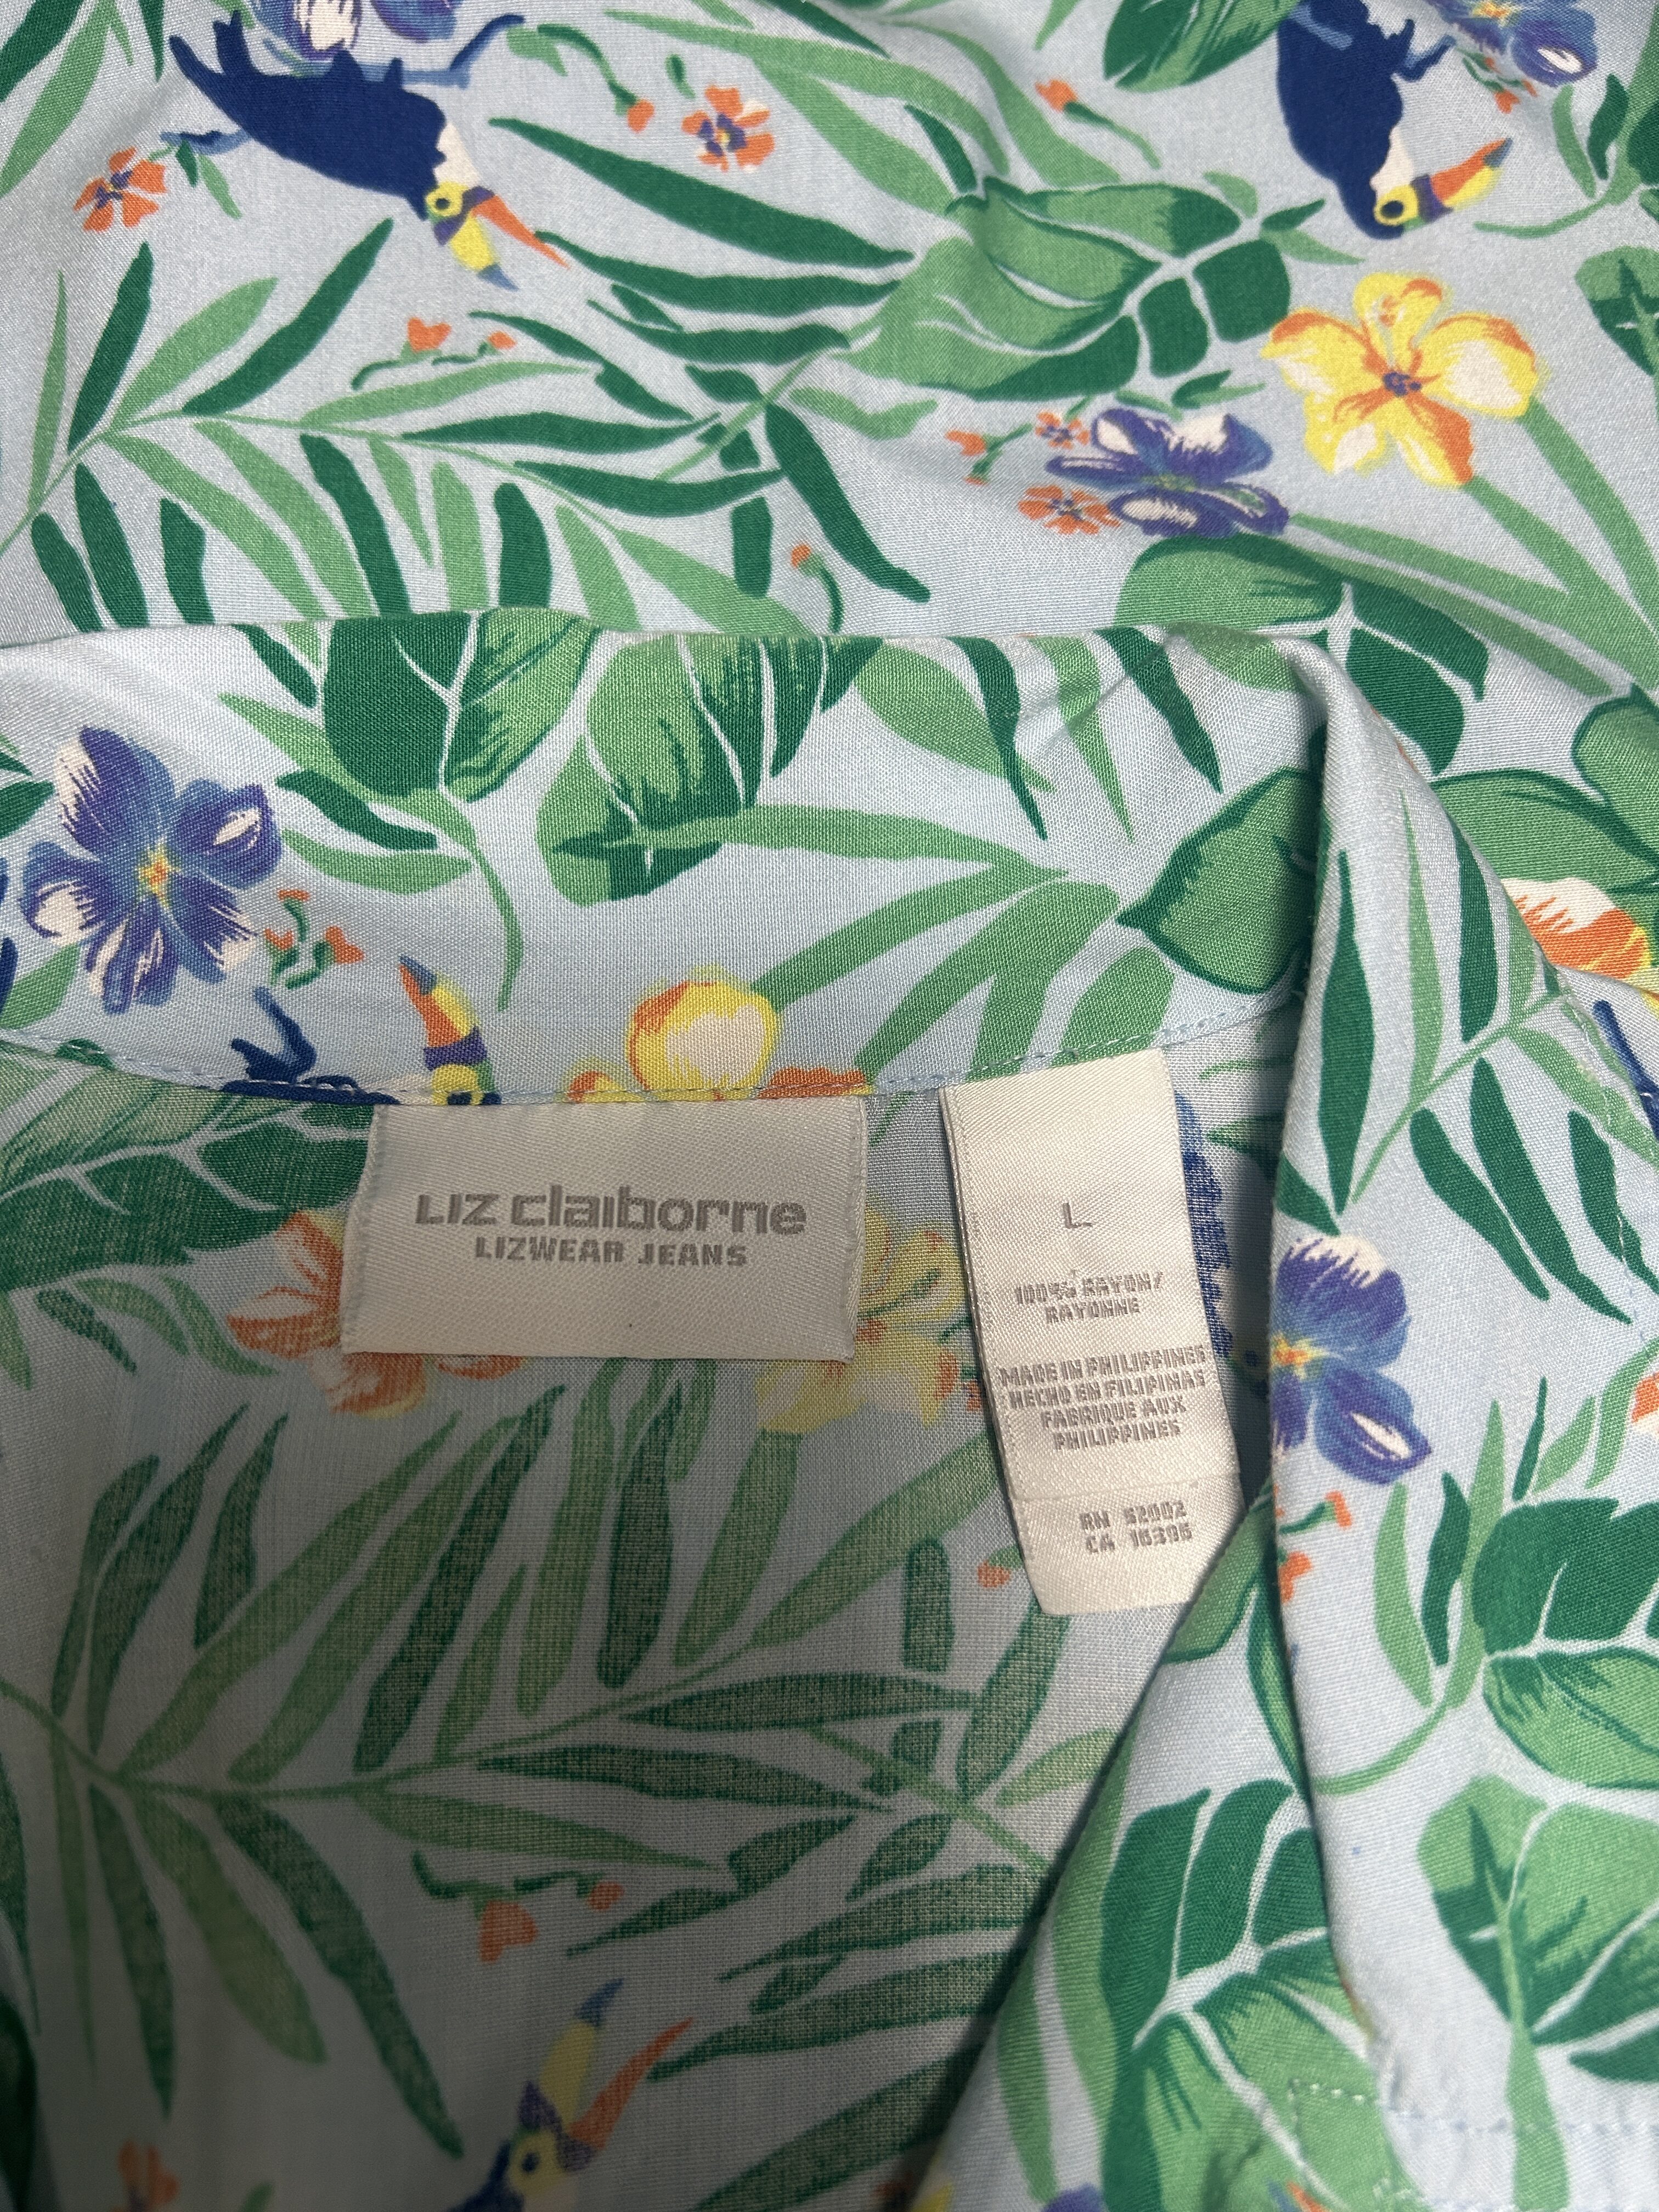 LIZ claiborne
LIZWEAR JEANS
L
100% RAYON/
RAYONNE
MADE IN PHILIPPINES
HECHO EN FILIPINAS
FABRIQUE AUX
PHILIPPINES
RN 52002
CA 15395